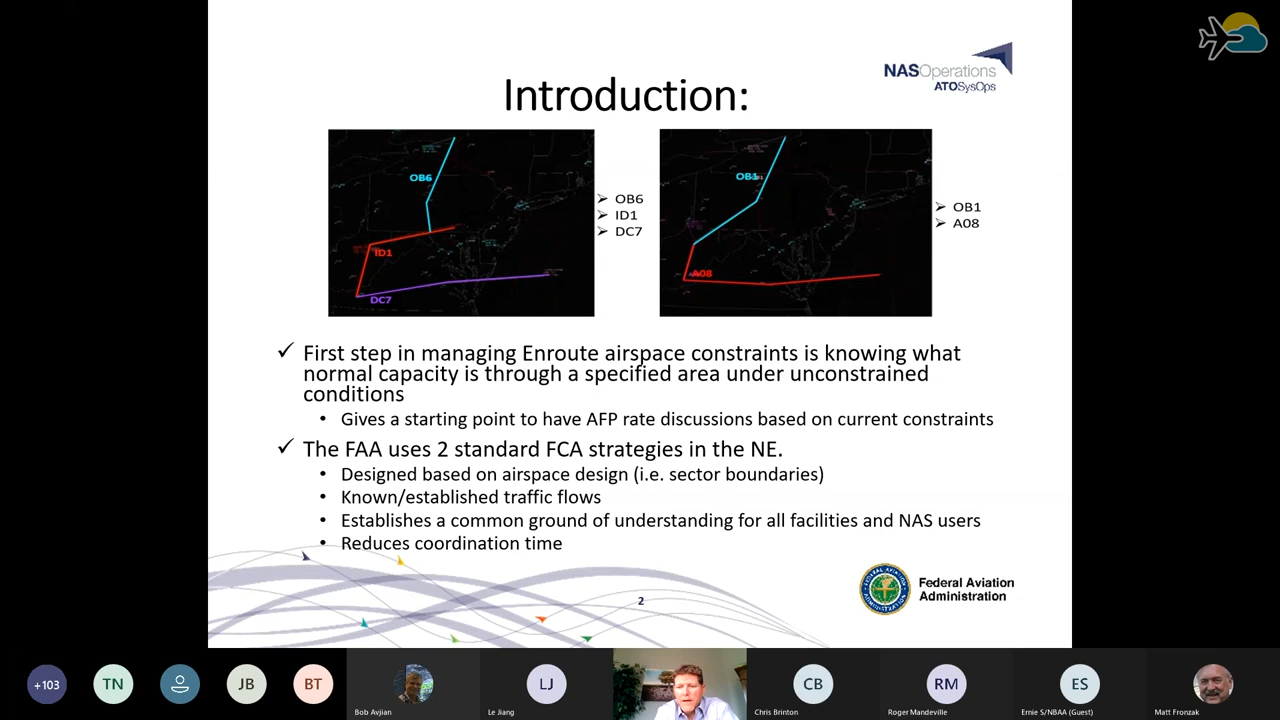 NASOperations
ATOSysOps
Introduction:
OB6
ID1
DC7
OB6
ID1
DC7
OB1
A08
OB1
A08
First step in managing Enroute airspace constraints is knowing what
normal capacity is through a specified area under unconstrained
conditions
Gives a starting point to have AFP rate discussions based on current constraints
The FAA uses 2 standard FCA strategies in the NE.
Designed based on airspace design (i.e. sector boundaries)
Known/established traffic flows
Establishes a common ground of understanding for all facilities and NAS users
Reduces coordination time
2
Federal Aviation
Administration
+103
TN
JB
BT
Bob Avjian
LJ
Le Jiang
CB
Chris Brinton
RM
Roger Mandeville
ES
Ernie S/NBAA (Guest)
Matt Fronzak